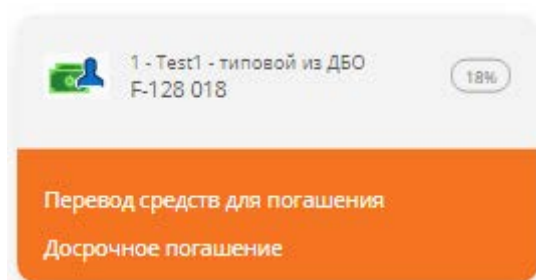 1 - Test1 - типовой из ДБО
F-128 018
18%
Перевод средств для погашения
Досрочное погашение